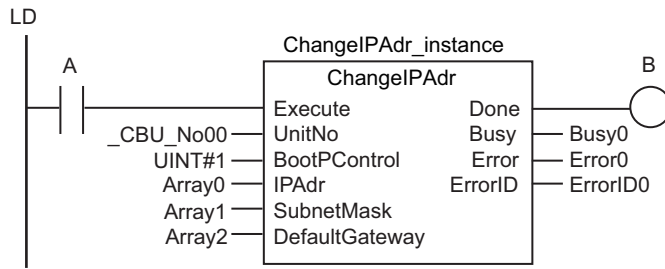 LD
ChangeIPAdr_instance
A ChangeIPAdr B
Execute Done
_CBU_No00 UnitNo Busy Busy0
UINT#1 BootPControl Error Error0
Array0 IPAdr ErrorID ErrorID0
Array1 SubnetMask
Array2 DefaultGateway